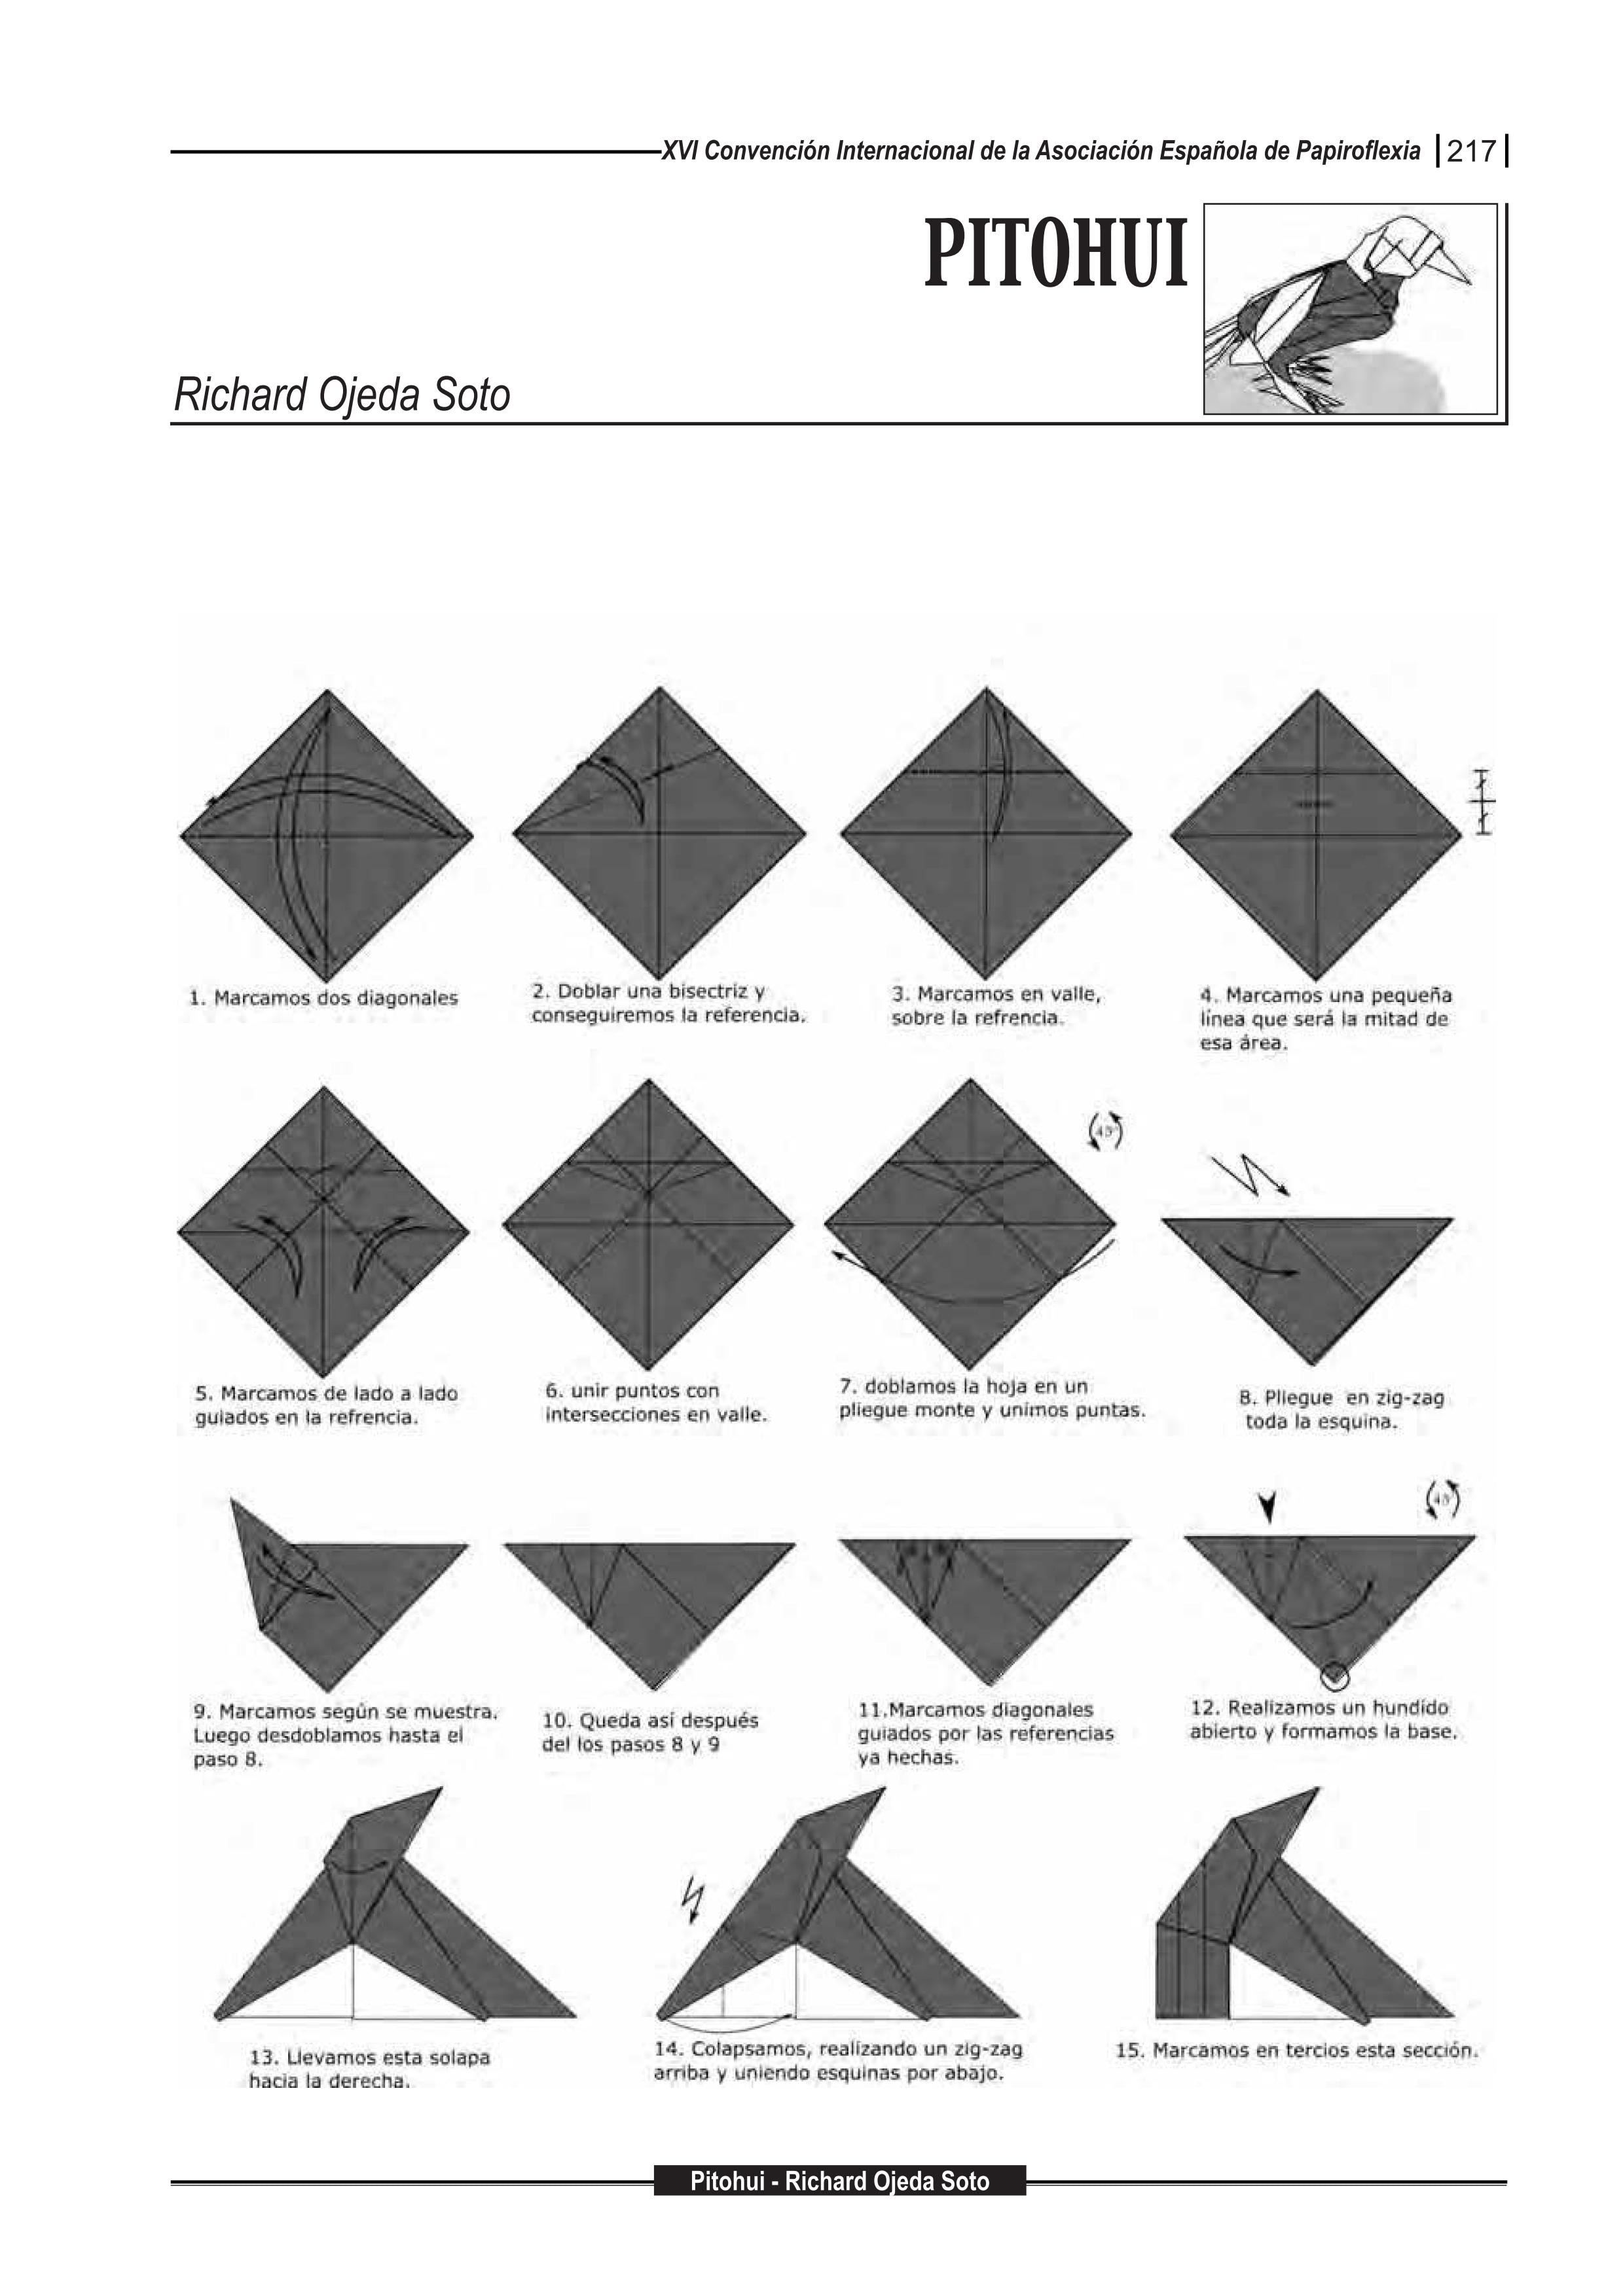 XVI Convención Internacional de la Asociación Española de Papiroflexia 217
PITOHUI
Richard Ojeda Soto
1. Marcamos dos diagonales
2. Doblar una bisectriz y
conseguiremos la referencia.
3. Marcamos en valle,
sobre la refrencia.
4. Marcamos una pequeña
línea que será la mitad de
esa área.
45°
5. Marcamos de lado a lado
guiados en la refrencia.
6. unir puntos con
intersecciones en valle.
7. doblamos la hoja en un
pliegue monte y unimos puntas.
8. Pliegue en zig-zag
toda la esquina.
45°
9. Marcamos según se muestra.
Luego desdoblamos hasta el
paso 8.
10. Queda así después
del los pasos 8 y 9
11.Marcamos diagonales
guiados por las referencias
ya hechas.
12. Realizamos un hundido
abierto y formamos la base.
13. Llevamos esta solapa
hacia la derecha.
14. Colapsamos, realizando un zig-zag
arriba y uniendo esquinas por abajo.
15. Marcamos en tercios esta sección.
Pitohui - Richard Ojeda Soto